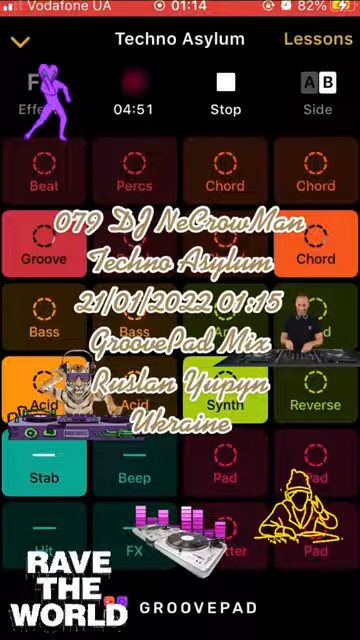 Vodafone UA 01:14 82%
Techno Asylum Lessons
04:51 Stop Side
A B
Beat Percs Chord Chord
079 DJ NeCrowMan
Groove Chord
Techno Asylum
21/01/2022 01:15
Bass Bass
GroovePad Mix
Ruslan Yupyn
Acid Acid Synth Reverse
Ukraine
Stab Beep Pad Pad
Hit FX Pad
RAVE
THE
WORLD
GROOVEPAD